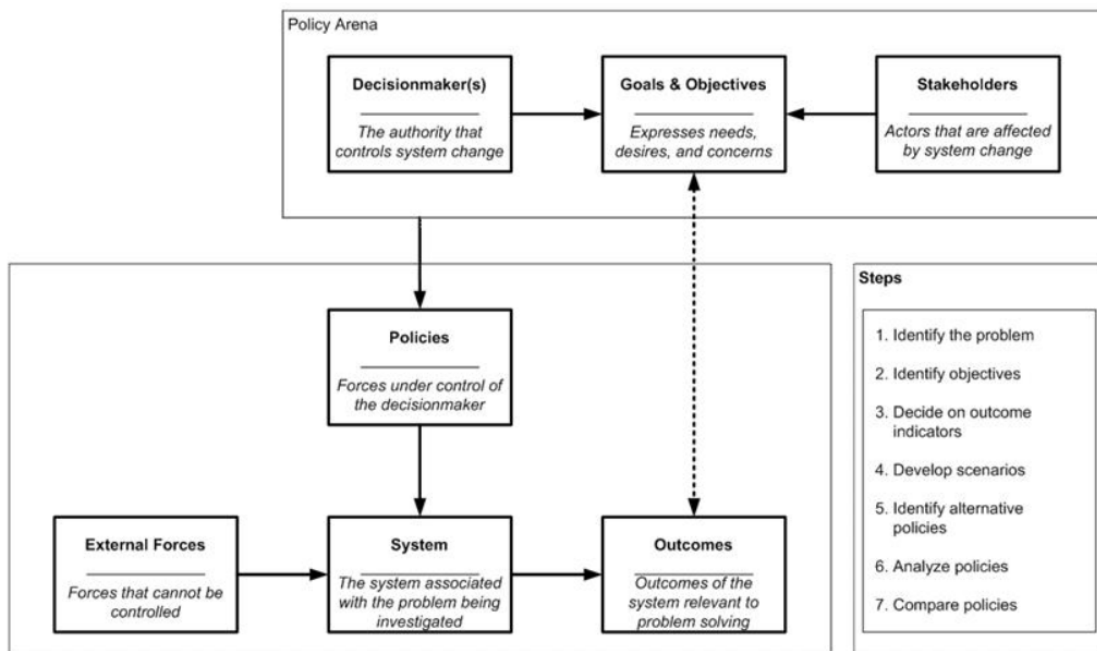 Policy Arena
Decisionmaker(s)
The authority that
controls system change
Goals & Objectives
Expresses needs,
desires, and concerns
Stakeholders
Actors that are affected
by system change
Policies
Forces under control of
the decisionmaker
External Forces
Forces that cannot be
controlled
System
The system associated
with the problem being
investigated
Outcomes
Outcomes of the
system relevant to
problem solving
Steps
1. Identify the problem
2. Identify objectives
3. Decide on outcome
indicators
4. Develop scenarios
5. Identify alternative
policies
6. Analyze policies
7. Compare policies